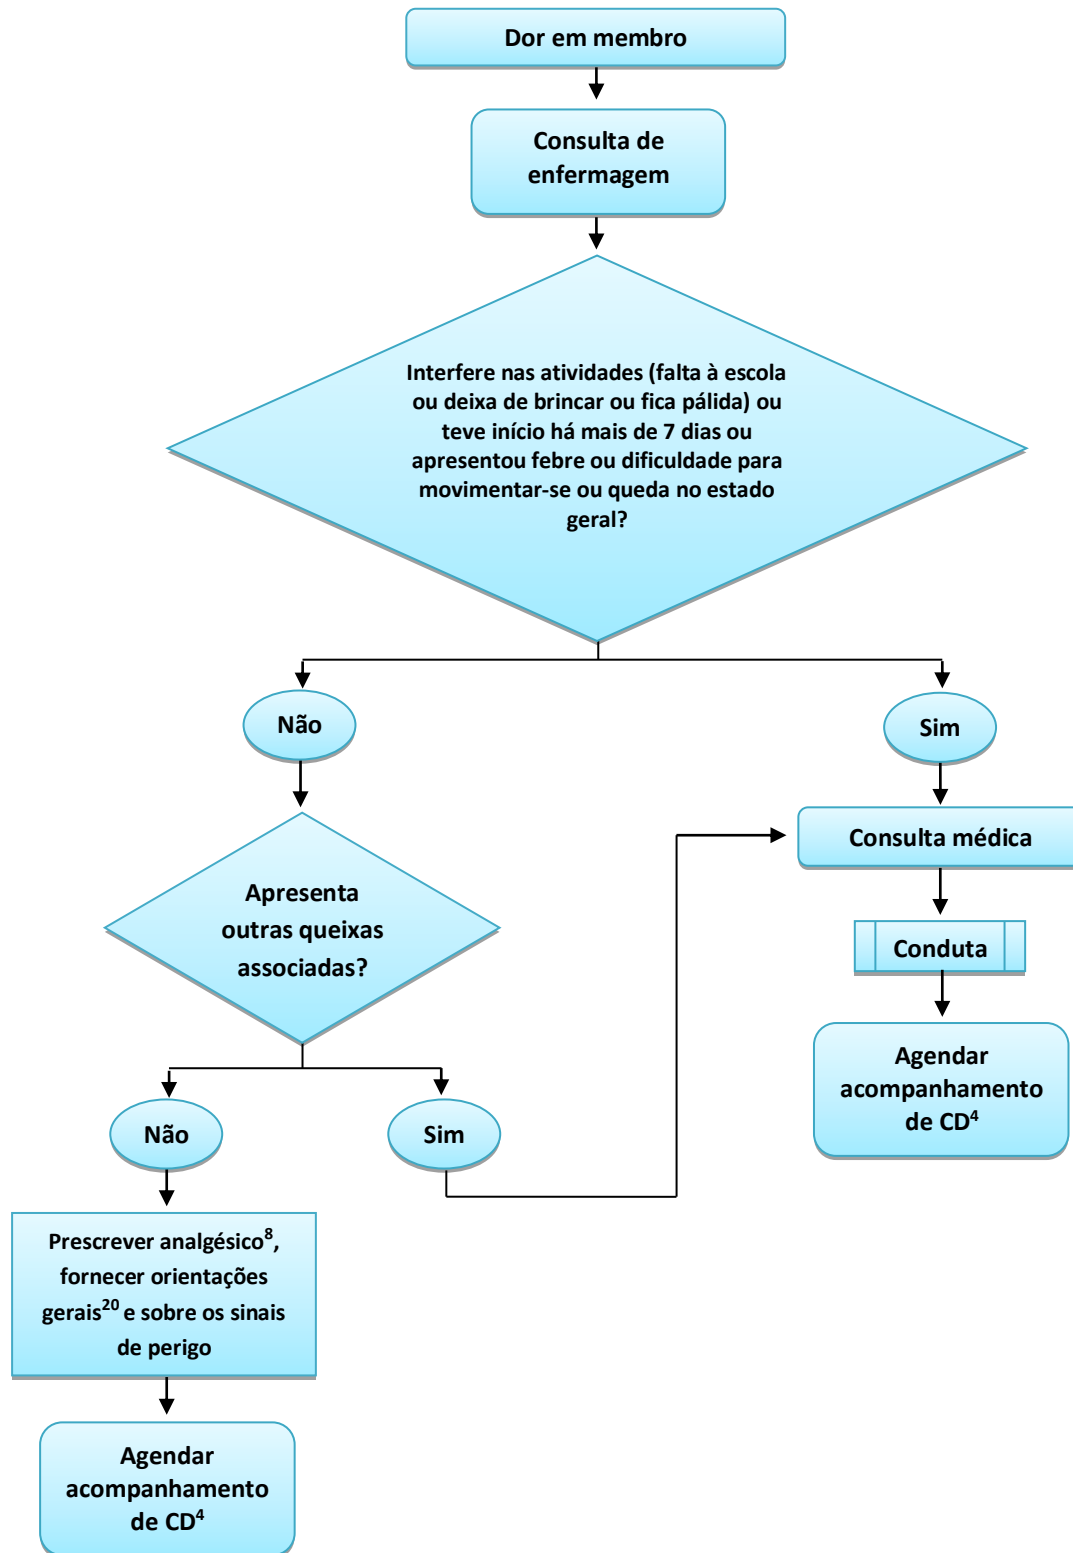 Dor em membro
Consulta de
enfermagem
Interfere nas atividades (falta à escola
ou deixa de brincar ou fica pálida) ou
teve início há mais de 7 dias ou
apresentou febre ou dificuldade para
movimentar-se ou queda no estado
geral?
Não
Sim
Consulta médica
Apresenta
outras queixas
associadas?
Conduta
Agendar
acompanhamento
de CD⁴
Não
Sim
Prescrever analgésico⁸,
fornecer orientações
gerais²⁰ e sobre os sinais
de perigo
Agendar
acompanhamento
de CD⁴